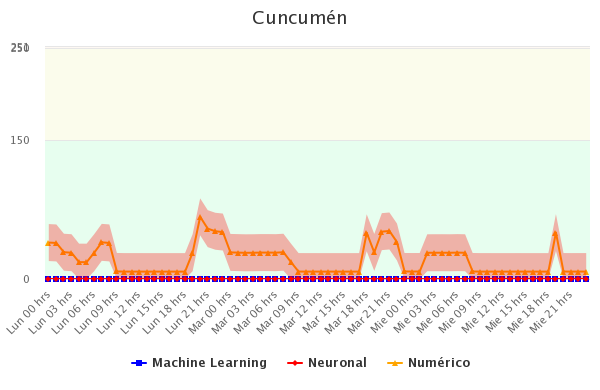 Cuncumén
150
0
Lun 00 hrs
Lun 03 hrs
Lun 06 hrs
Lun 09 hrs
Lun 12 hrs
Lun 15 hrs
Lun 18 hrs
Lun 21 hrs
Mar 00 hrs
Mar 03 hrs
Mar 06 hrs
Mar 09 hrs
Mar 12 hrs
Mar 15 hrs
Mar 18 hrs
Mar 21 hrs
Mie 00 hrs
Mie 03 hrs
Mie 06 hrs
Mie 09 hrs
Mie 12 hrs
Mie 15 hrs
Mie 18 hrs
Mie 21 hrs
Machine Learning Neuronal Numérico